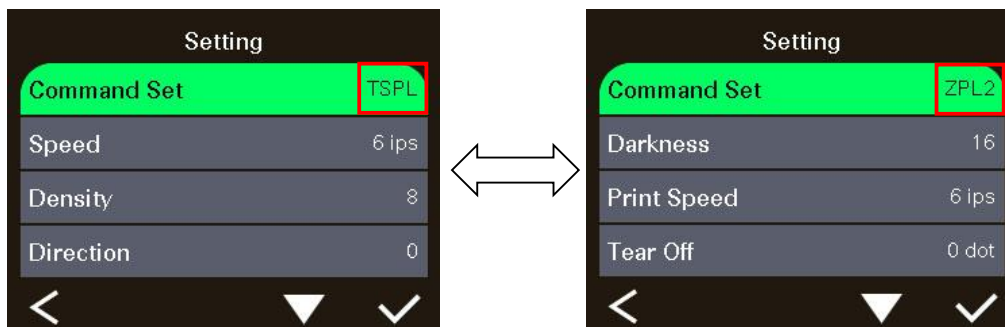 Setting
Command Set TSPL
Speed 6 ips
Density 8
Direction 0
Setting
Command Set ZPL2
Darkness 16
Print Speed 6 ips
Tear Off 0 dot